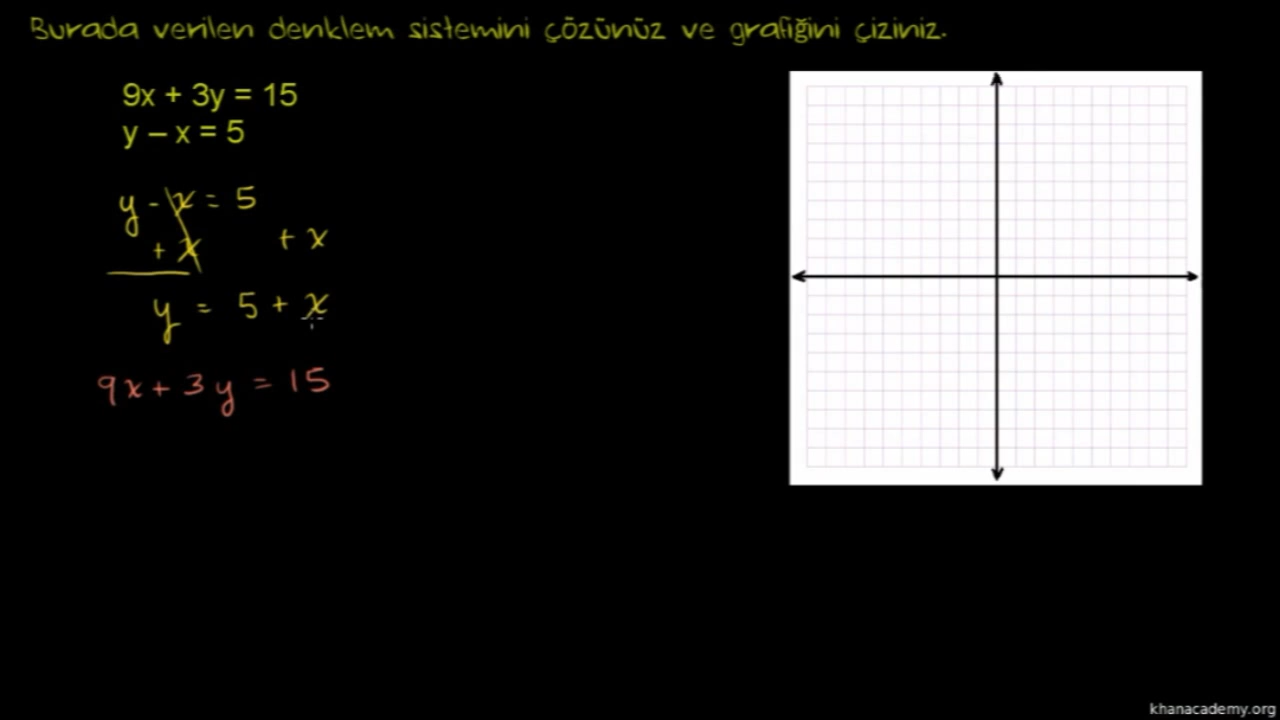 Burada verilen denklem sistemini çözünüz ve grafiğini çiziniz.
9x + 3y = 15
y – x = 5
y - x = 5
+ x + x
y = 5 + x
9x + 3y = 15
khanacademy.org